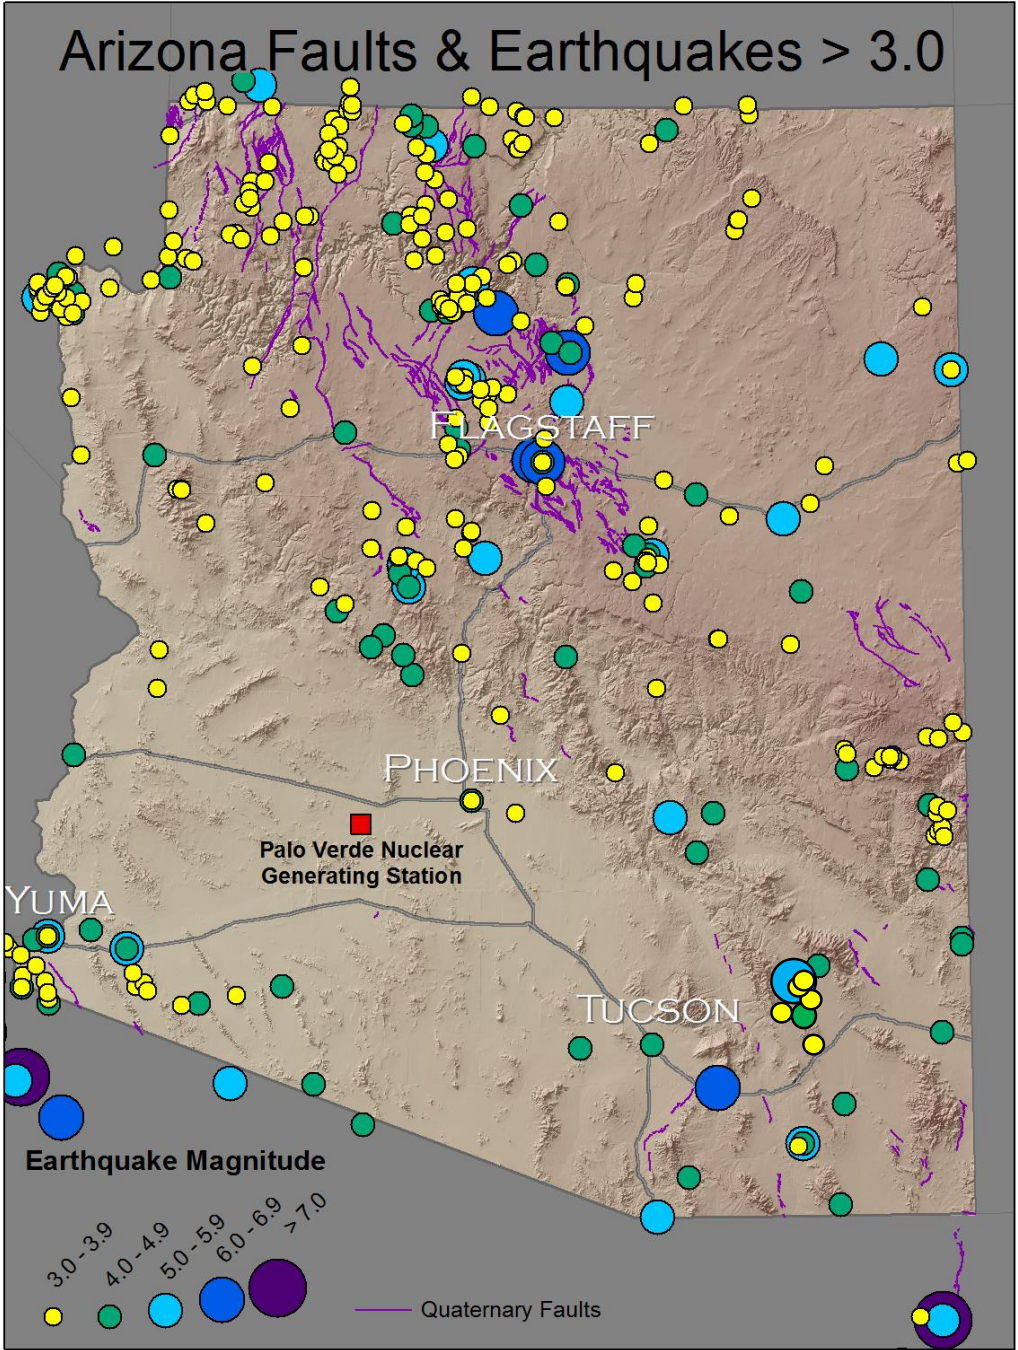 Arizona Faults & Earthquakes > 3.0
FLAGSTAFF
PHOENIX
Palo Verde Nuclear
Generating Station
YUMA
TUCSON
Earthquake Magnitude
3.0 - 3.9
4.0 - 4.9
5.0 - 5.9
6.0 - 6.9
> 7.0
Quaternary Faults